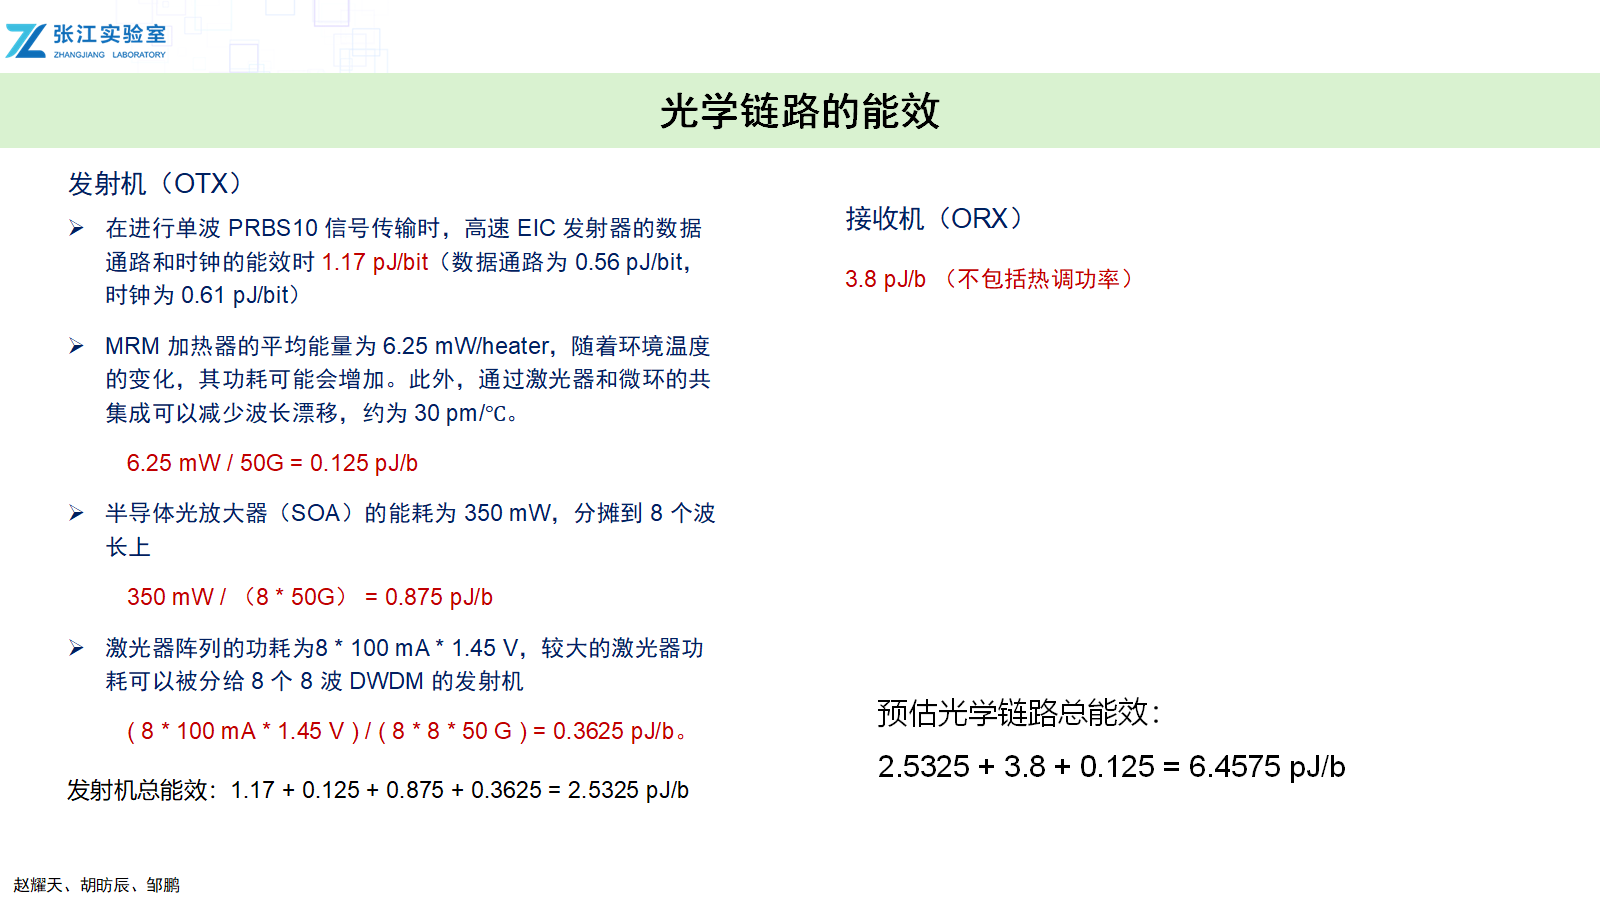 张江实验室
ZHANGJIANG LABORATORY
光学链路的能效
发射机（OTX）
➢ 在进行单波 PRBS10 信号传输时，高速 EIC 发射器的数据
通路和时钟的能效时 1.17 pJ/bit（数据通路为 0.56 pJ/bit，
时钟为 0.61 pJ/bit）
➢ MRM 加热器的平均能量为 6.25 mW/heater，随着环境温度
的变化，其功耗可能会增加。此外，通过激光器和微环的共
集成可以减少波长漂移，约为 30 pm/℃。
6.25 mW / 50G = 0.125 pJ/b
➢ 半导体光放大器（SOA）的能耗为 350 mW，分摊到 8 个波
长上
350 mW / （8 * 50G） = 0.875 pJ/b
➢ 激光器阵列的功耗为8 * 100 mA * 1.45 V，较大的激光器功
耗可以被分给 8 个 8 波 DWDM 的发射机
( 8 * 100 mA * 1.45 V ) / ( 8 * 8 * 50 G ) = 0.3625 pJ/b。
发射机总能效：1.17 + 0.125 + 0.875 + 0.3625 = 2.5325 pJ/b
接收机（ORX）
3.8 pJ/b （不包括热调功率）
预估光学链路总能效：
2.5325 + 3.8 + 0.125 = 6.4575 pJ/b
赵耀天、胡昉辰、邹鹏